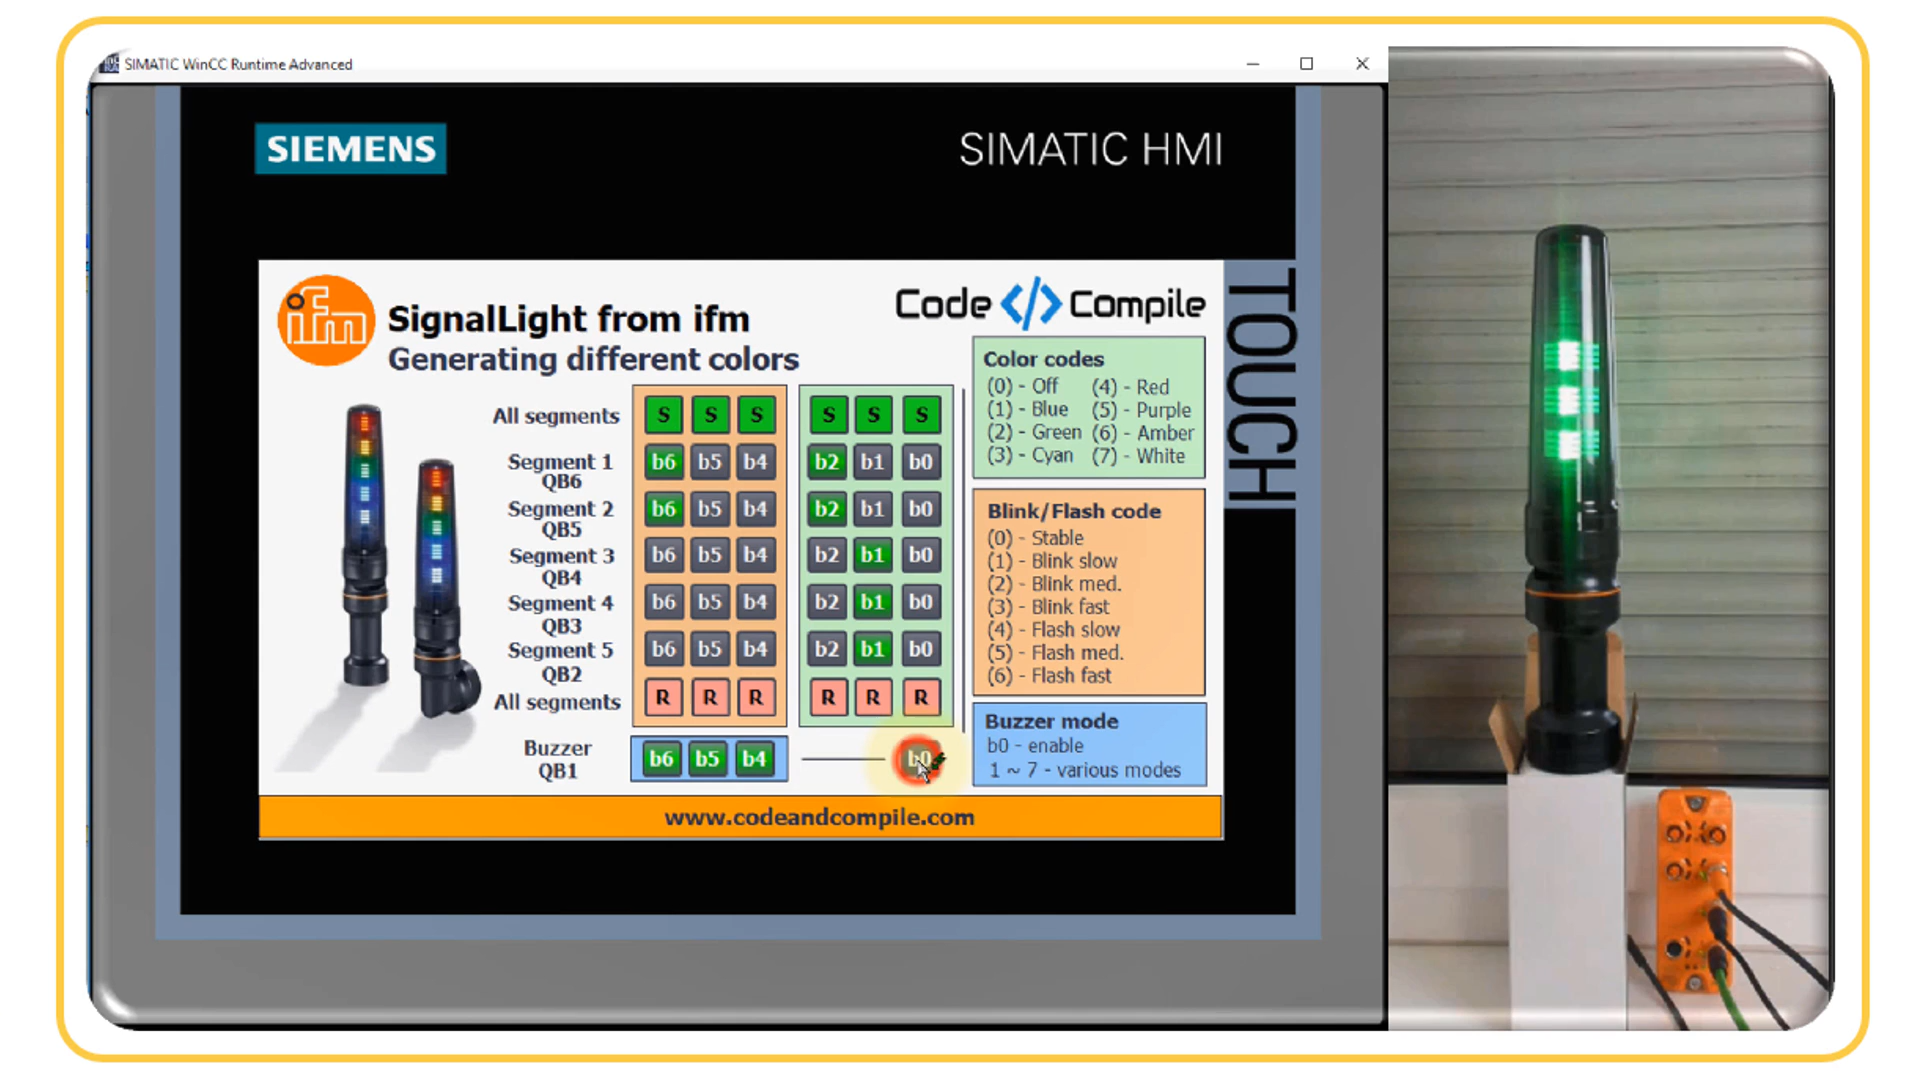 SIMATIC WinCC Runtime Advanced
SIEMENS
SIMATIC HMI
TOUCH
ifm
SignalLight from ifm
Generating different colors
Code </> Compile
All segments S S S S S S
Segment 1 b6 b5 b4 b2 b1 b0
QB6
Segment 2 b6 b5 b4 b2 b1 b0
QB5
Segment 3 b6 b5 b4 b2 b1 b0
QB4
Segment 4 b6 b5 b4 b2 b1 b0
QB3
Segment 5 b6 b5 b4 b2 b1 b0
QB2
All segments R R R R R R
Buzzer b6 b5 b4 b0
QB1
Color codes
(0) - Off (4) - Red
(1) - Blue (5) - Purple
(2) - Green (6) - Amber
(3) - Cyan (7) - White
Blink/Flash code
(0) - Stable
(1) - Blink slow
(2) - Blink med.
(3) - Blink fast
(4) - Flash slow
(5) - Flash med.
(6) - Flash fast
Buzzer mode
b0 - enable
1 ~ 7 - various modes
www.codeandcompile.com